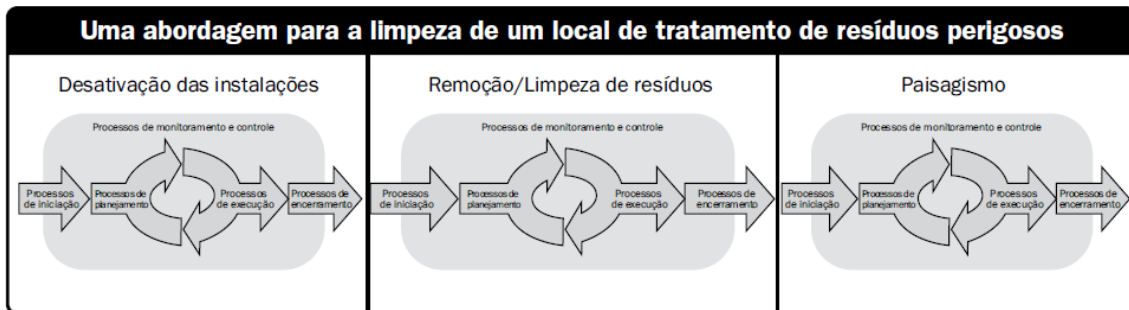 Uma abordagem para a limpeza de um local de tratamento de resíduos perigosos
Desativação das instalações
Processos de monitoramento e controle
Processos
de iniciação
Processos de
planejamento
Processos
de execução
Processos de
encerramento
Remoção/Limpeza de resíduos
Processos de monitoramento e controle
Processos
de iniciação
Processos de
planejamento
Processos
de execução
Processos de
encerramento
Paisagismo
Processos de monitoramento e controle
Processos
de iniciação
Processos de
planejamento
Processos
de execução
Processos de
encerramento